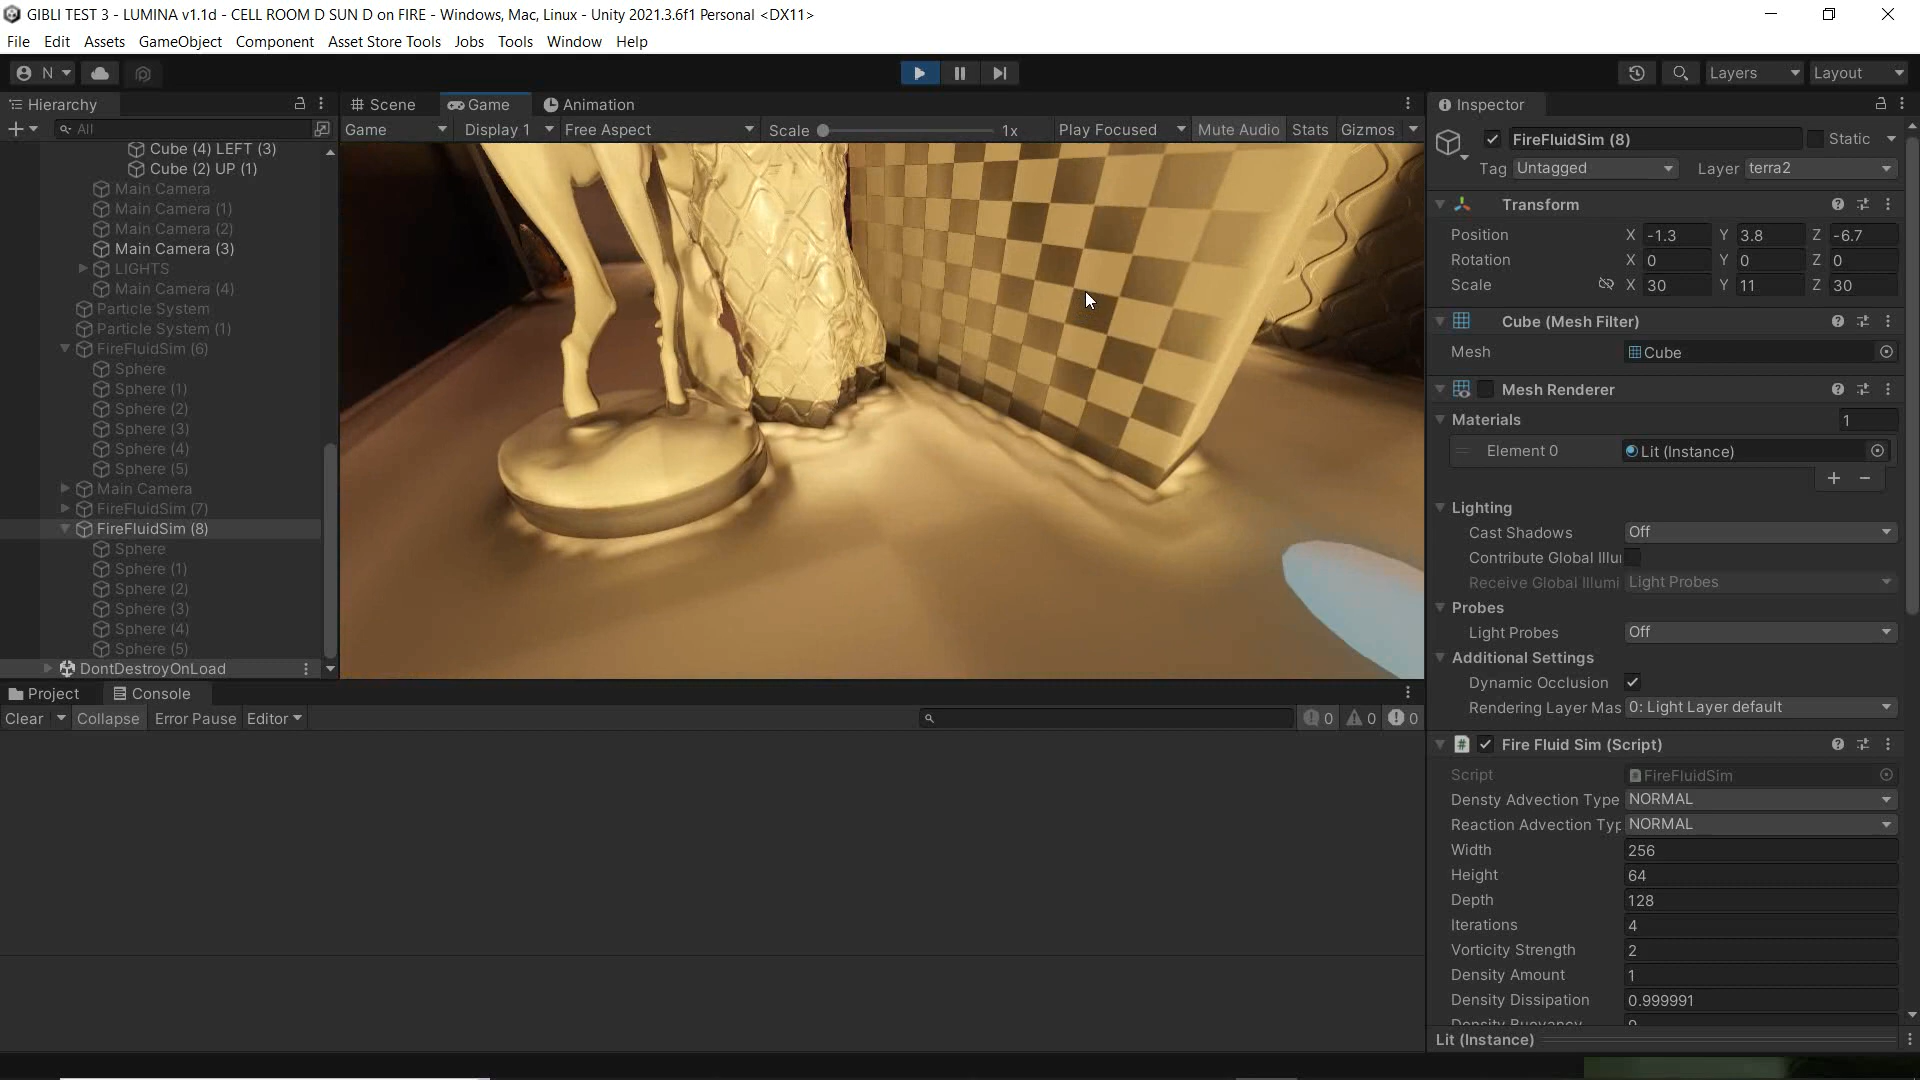 GIBLI TEST 3 - LUMINA v1.1d - CELL ROOM D SUN D on FIRE - Windows, Mac, Linux - Unity 2021.3.6f1 Personal <DX11>
File Edit Assets GameObject Component Asset Store Tools Jobs Tools Window Help
N Layers Layout
Hierarchy
All
Cube (4) LEFT (3)
Cube (2) UP (1)
Main Camera
Main Camera (1)
Main Camera (2)
Main Camera (3)
LIGHTS
Main Camera (4)
Particle System
Particle System (1)
FireFluidSim (6)
Sphere
Sphere (1)
Sphere (2)
Sphere (3)
Sphere (4)
Sphere (5)
Main Camera
FireFluidSim (7)
FireFluidSim (8)
Sphere
Sphere (1)
Sphere (2)
Sphere (3)
Sphere (4)
Sphere (5)
DontDestroyOnLoad
Scene Game Animation
Game Display 1 Free Aspect Scale 1x Play Focused Mute Audio Stats Gizmos
Project Console
Clear Collapse Error Pause Editor 0 0 0
Inspector
FireFluidSim (8) Static
Tag Untagged Layer terra2
Transform
Position X -1.3 Y 3.8 Z -6.7
Rotation X 0 Y 0 Z 0
Scale X 30 Y 11 Z 30
Cube (Mesh Filter)
Mesh Cube
Mesh Renderer
Materials 1
Element 0 Lit (Instance)
Lighting
Cast Shadows Off
Contribute Global Illu
Receive Global Illumi Light Probes
Probes
Light Probes Off
Additional Settings
Dynamic Occlusion
Rendering Layer Mas 0: Light Layer default
Fire Fluid Sim (Script)
Script FireFluidSim
Densty Advection Type NORMAL
Reaction Advection Typ NORMAL
Width 256
Height 64
Depth 128
Iterations 4
Vorticity Strength 2
Density Amount 1
Density Dissipation 0.999991
Density Buoyancy 0
Lit (Instance)